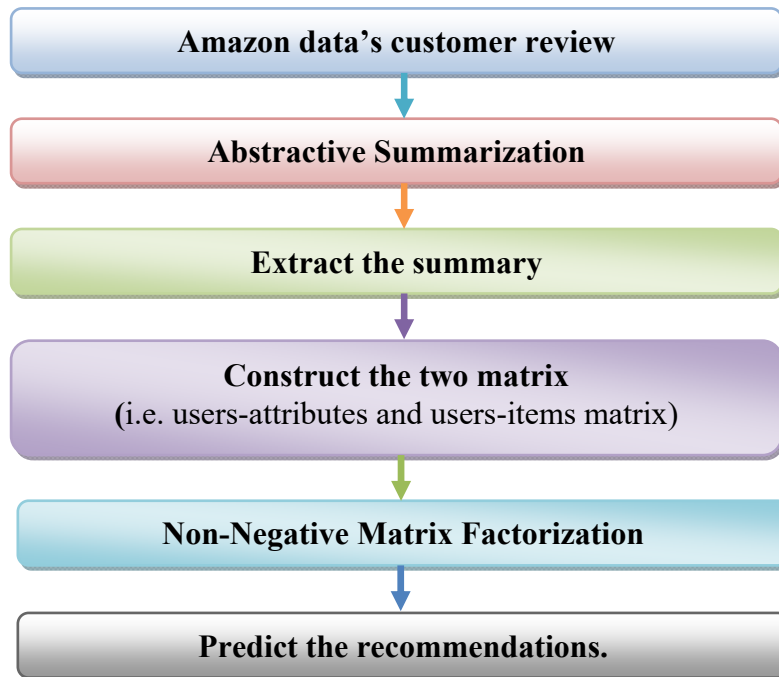 Amazon data’s customer review
Abstractive Summarization
Extract the summary
Construct the two matrix
(i.e. users-attributes and users-items matrix)
Non-Negative Matrix Factorization
Predict the recommendations.